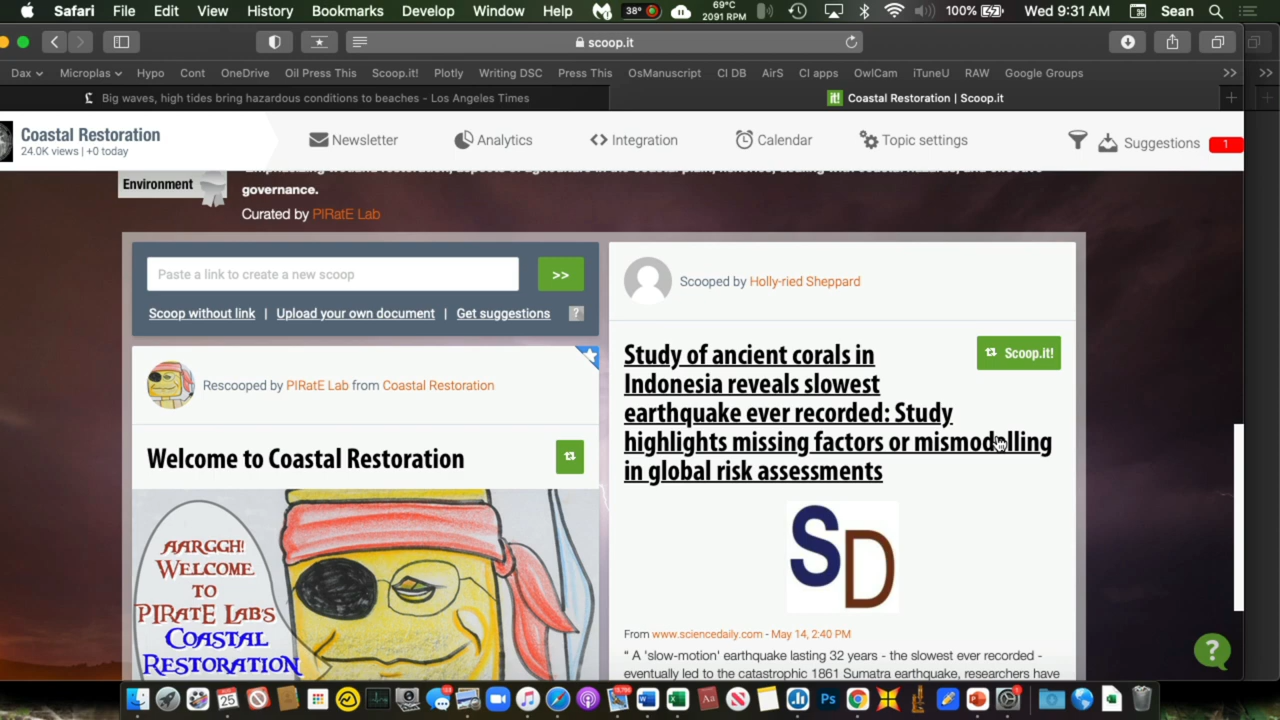 Safari File Edit View History Bookmarks Develop Window Help 38° 69°C 2091 RPM 100% Wed 9:31 AM Sean
scoop.it
Dax Microplas Hypo Cont OneDrive Oil Press This Scoop.it! Plotly Writing DSC Press This OsManuscript CI DB AirS CI apps OwlCam iTuneU RAW Google Groups >> >>
Big waves, high tides bring hazardous conditions to beaches - Los Angeles Times it! Coastal Restoration | Scoop.it
Coastal Restoration
24.0K views | +0 today
Newsletter Analytics Integration Calendar Topic settings Suggestions 1
Environment
governance.
Curated by PIRatE Lab
Paste a link to create a new scoop >>
Scoop without link | Upload your own document | Get suggestions ?
Rescooped by PIRatE Lab from Coastal Restoration
Welcome to Coastal Restoration
AARGGH!
WELCOME
TO
PIRATE LAB'S
COASTAL
RESTORATION
Scooped by Holly-ried Sheppard
Study of ancient corals in
Indonesia reveals slowest
earthquake ever recorded: Study
highlights missing factors or mismodelling
in global risk assessments
Scoop.it!
SD
From www.sciencedaily.com - May 14, 2:40 PM
“ A 'slow-motion' earthquake lasting 32 years - the slowest ever recorded -
eventually led to the catastrophic 1861 Sumatra earthquake, researchers have
?
25
Aa
Ps